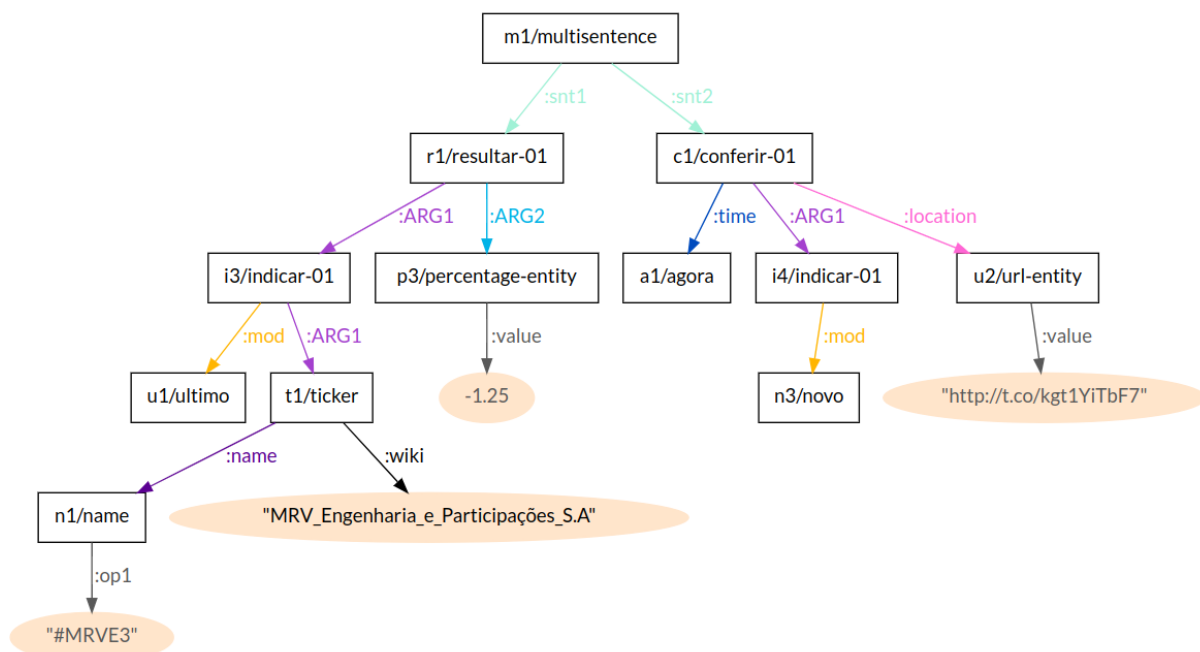 m1/multisentence
:snt1 :snt2
r1/resultar-01 c1/conferir-01
:ARG1 :ARG2 :time :ARG1 :location
i3/indicar-01 p3/percentage-entity a1/agora i4/indicar-01 u2/url-entity
:mod :ARG1 :value :mod :value
u1/ultimo t1/ticker -1.25 n3/novo "http://t.co/kgt1YiTbF7"
:name :wiki
n1/name "MRV_Engenharia_e_Participações_S.A"
:op1
"#MRVE3"